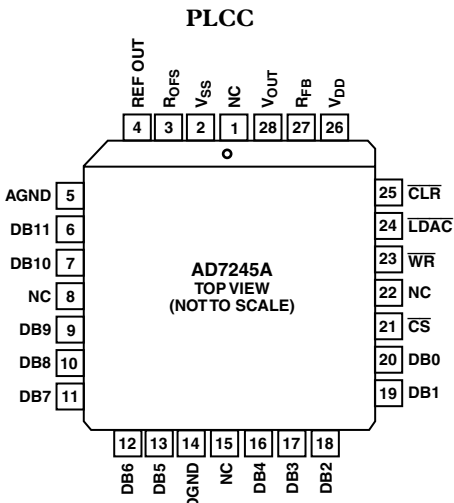 PLCC
REF OUT
ROFS
VSS
NC
VOUT
RFB
VDD
4 3 2 1 28 27 26
AGND 5
DB11 6
DB10 7
NC 8
DB9 9
DB8 10
DB7 11
AD7245A
TOP VIEW
(NOT TO SCALE)
25 CLR
24 LDAC
23 WR
22 NC
21 CS
20 DB0
19 DB1
12 13 14 15 16 17 18
DB6
DB5
DGND
NC
DB4
DB3
DB2